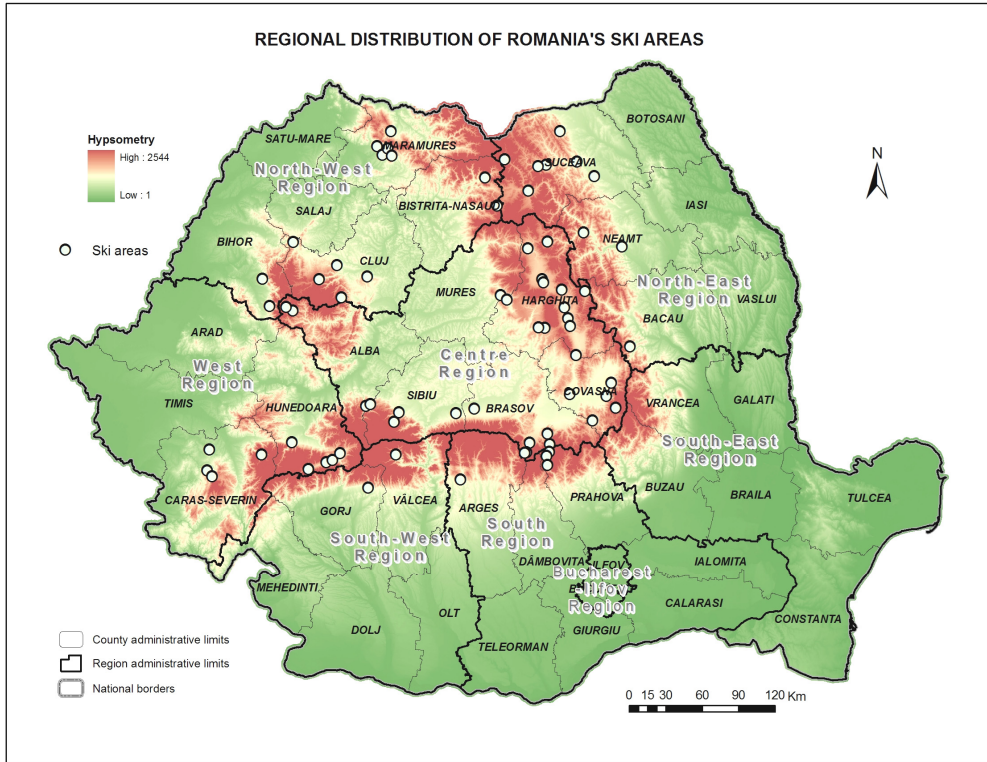 REGIONAL DISTRIBUTION OF ROMANIA'S SKI AREAS
Hypsometry
High : 2544
Low : 1
Ski areas
N
BOTOSANI
SATU-MARE
MARAMURES
SUCEAVA
North-West
Region
IASI
SALAJ
BISTRITA-NASAUD
NEAMT
BIHOR
CLUJ
MURES
HARGHITA
North-East
Region
VASLUI
BACAU
ARAD
ALBA
Centre
Region
West
Region
SIBIU
COVASNA
TIMIS
HUNEDOARA
BRASOV
VRANCEA
GALATI
South-East
Region
CARAS-SEVERIN
VÂLCEA
ARGES
PRAHOVA
BUZAU
BRAILA
TULCEA
GORJ
South-West
Region
South
Region
DÂMBOVITA
ILFOV
IALOMITA
Bucharest
-Ilfov
Region
MEHEDINTI
OLT
CALARASI
CONSTANTA
DOLJ
GIURGIU
TELEORMAN
County administrative limits
Region administrative limits
National borders
0 15 30 60 90 120 Km